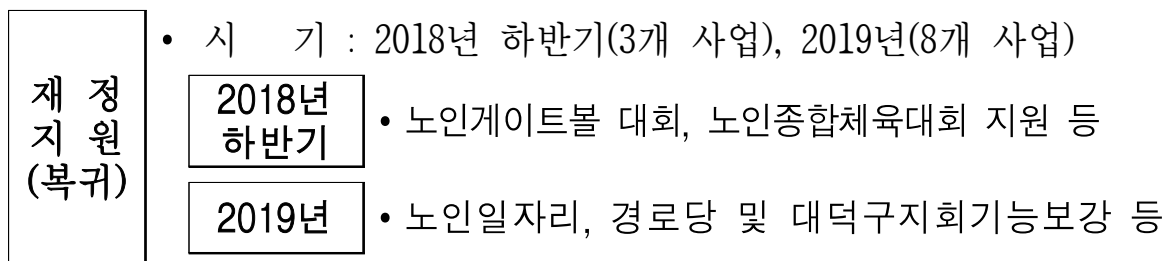 재 정
지 원
(복귀)
• 시 기 : 2018년 하반기(3개 사업), 2019년(8개 사업)
2018년
하반기
• 노인게이트볼 대회, 노인종합체육대회 지원 등
2019년
• 노인일자리, 경로당 및 대덕구지회기능보강 등